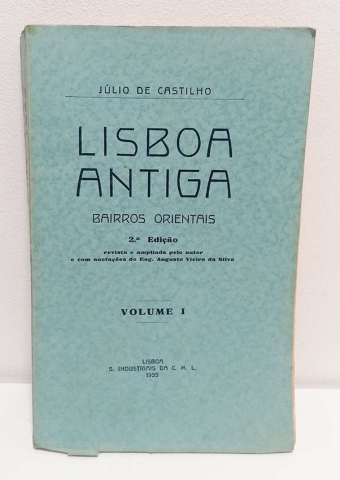 JÚLIO DE CASTILHO
LISBOA
ANTIGA
BAIRROS ORIENTAIS
2.ª Edição
revista e ampliada pelo autor
e com anotações do Eng. Augusto Vieira da Silva
VOLUME I
LISBOA
S. INDUSTRIAIS DA C. M. L.
1935